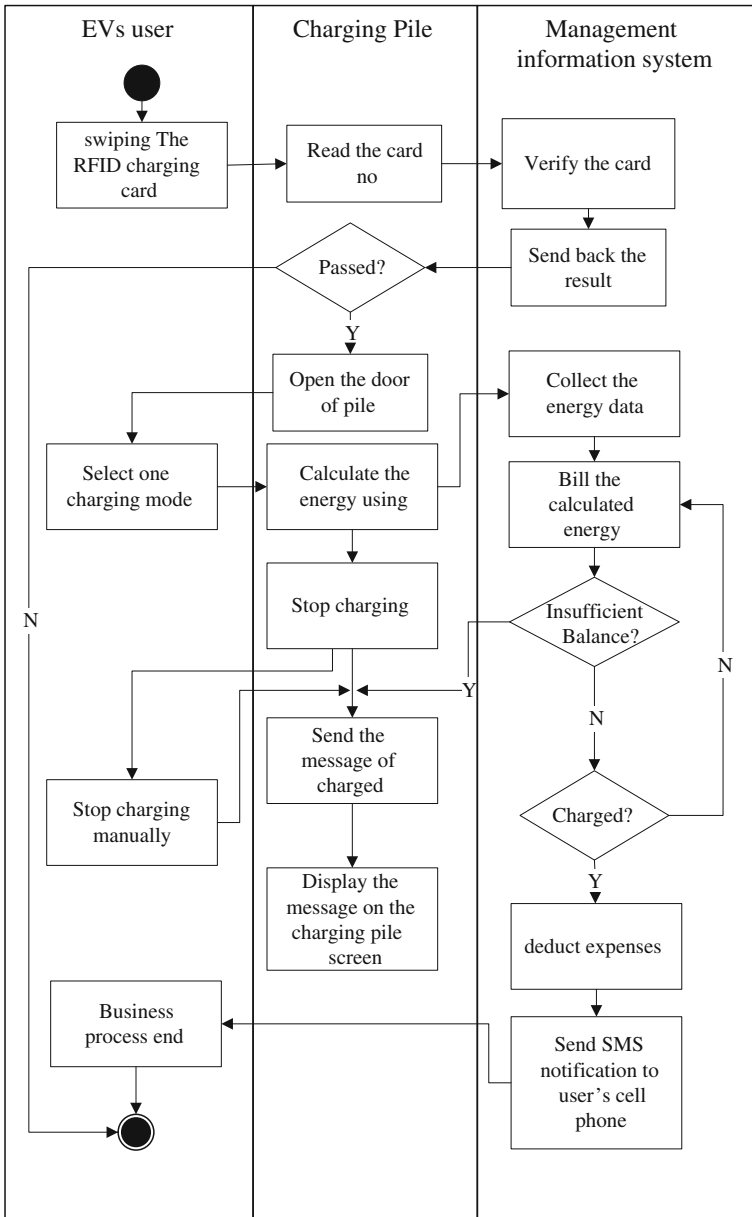 EVs user
Charging Pile
Management
information system
swiping The
RFID charging
card
Read the card
no
Verify the card
Send back the
result
Passed?
Y
Open the door
of pile
Collect the
energy data
Select one
charging mode
Calculate the
energy using
Bill the
calculated
energy
N
Stop charging
Insufficient
Balance?
Y
N
N
Send the
message of
charged
Stop charging
manually
Charged?
Y
Display the
message on the
charging pile
screen
deduct expenses
Business
process end
Send SMS
notification to
user's cell
phone